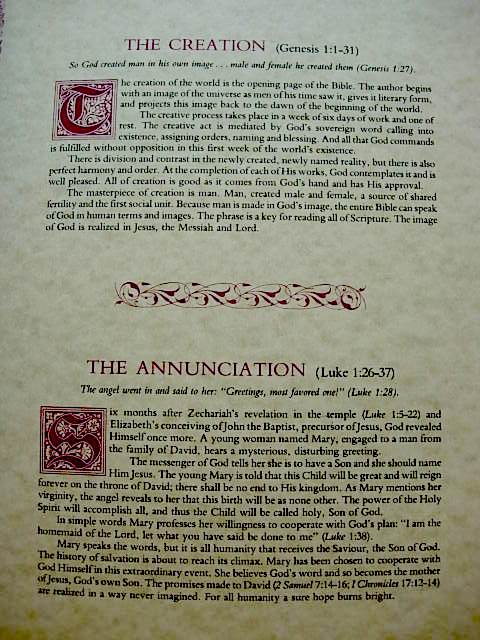 THE CREATION (Genesis 1:1-31)
So God created man in his own image . . . male and female he created them (Genesis 1:27).
The creation of the world is the opening page of the Bible. The author begins
with an image of the universe as men of his time saw it, gives it literary form,
and projects this image back to the dawn of the beginning of the world.
The creative process takes place in a week of six days of work and one of
rest. The creative act is mediated by God's sovereign word calling into
existence, assigning orders, naming and blessing. And all that God commands
is fulfilled without opposition in this first week of the world's existence.
There is division and contrast in the newly created, newly named reality, but there is also
perfect harmony and order. At the completion of each of His works, God contemplates it and is
well pleased. All of creation is good as it comes from God's hand and has His approval.
The masterpiece of creation is man. Man, created male and female, a source of shared
fertility and the first social unit. Because man is made in God's image, the entire Bible can speak
of God in human terms and images. The phrase is a key for reading all of Scripture. The image
of God is realized in Jesus, the Messiah and Lord.
THE ANNUNCIATION (Luke 1:26-37)
The angel went in and said to her: "Greetings, most favored one!" (Luke 1:28).
Six months after Zechariah's revelation in the temple (Luke 1:5-22) and
Elizabeth's conceiving of John the Baptist, precursor of Jesus, God revealed
Himself once more. A young woman named Mary, engaged to a man from
the family of David, hears a mysterious, disturbing greeting.
The messenger of God tells her she is to have a Son and she should name
Him Jesus. The young Mary is told that this Child will be great and will reign
forever on the throne of David; there shall be no end to His kingdom. As Mary mentions her
virginity, the angel reveals to her that this birth will be as none other. The power of the Holy
Spirit will accomplish all, and thus the Child will be called holy, Son of God.
In simple words Mary professes her willingness to cooperate with God's plan: "I am the
homemaid of the Lord, let what you have said be done to me" (Luke 1:38).
Mary speaks the words, but it is all humanity that receives the Saviour, the Son of God.
The history of salvation is about to reach its climax. Mary has been chosen to cooperate with
God Himself in this extraordinary event. She believes God's word and so becomes the mother
of Jesus, God's own Son. The promises made to David (2 Samuel 7:14-16; 1 Chronicles 17:12-14)
are realized in a way never imagined. For all humanity a sure hope burns bright.